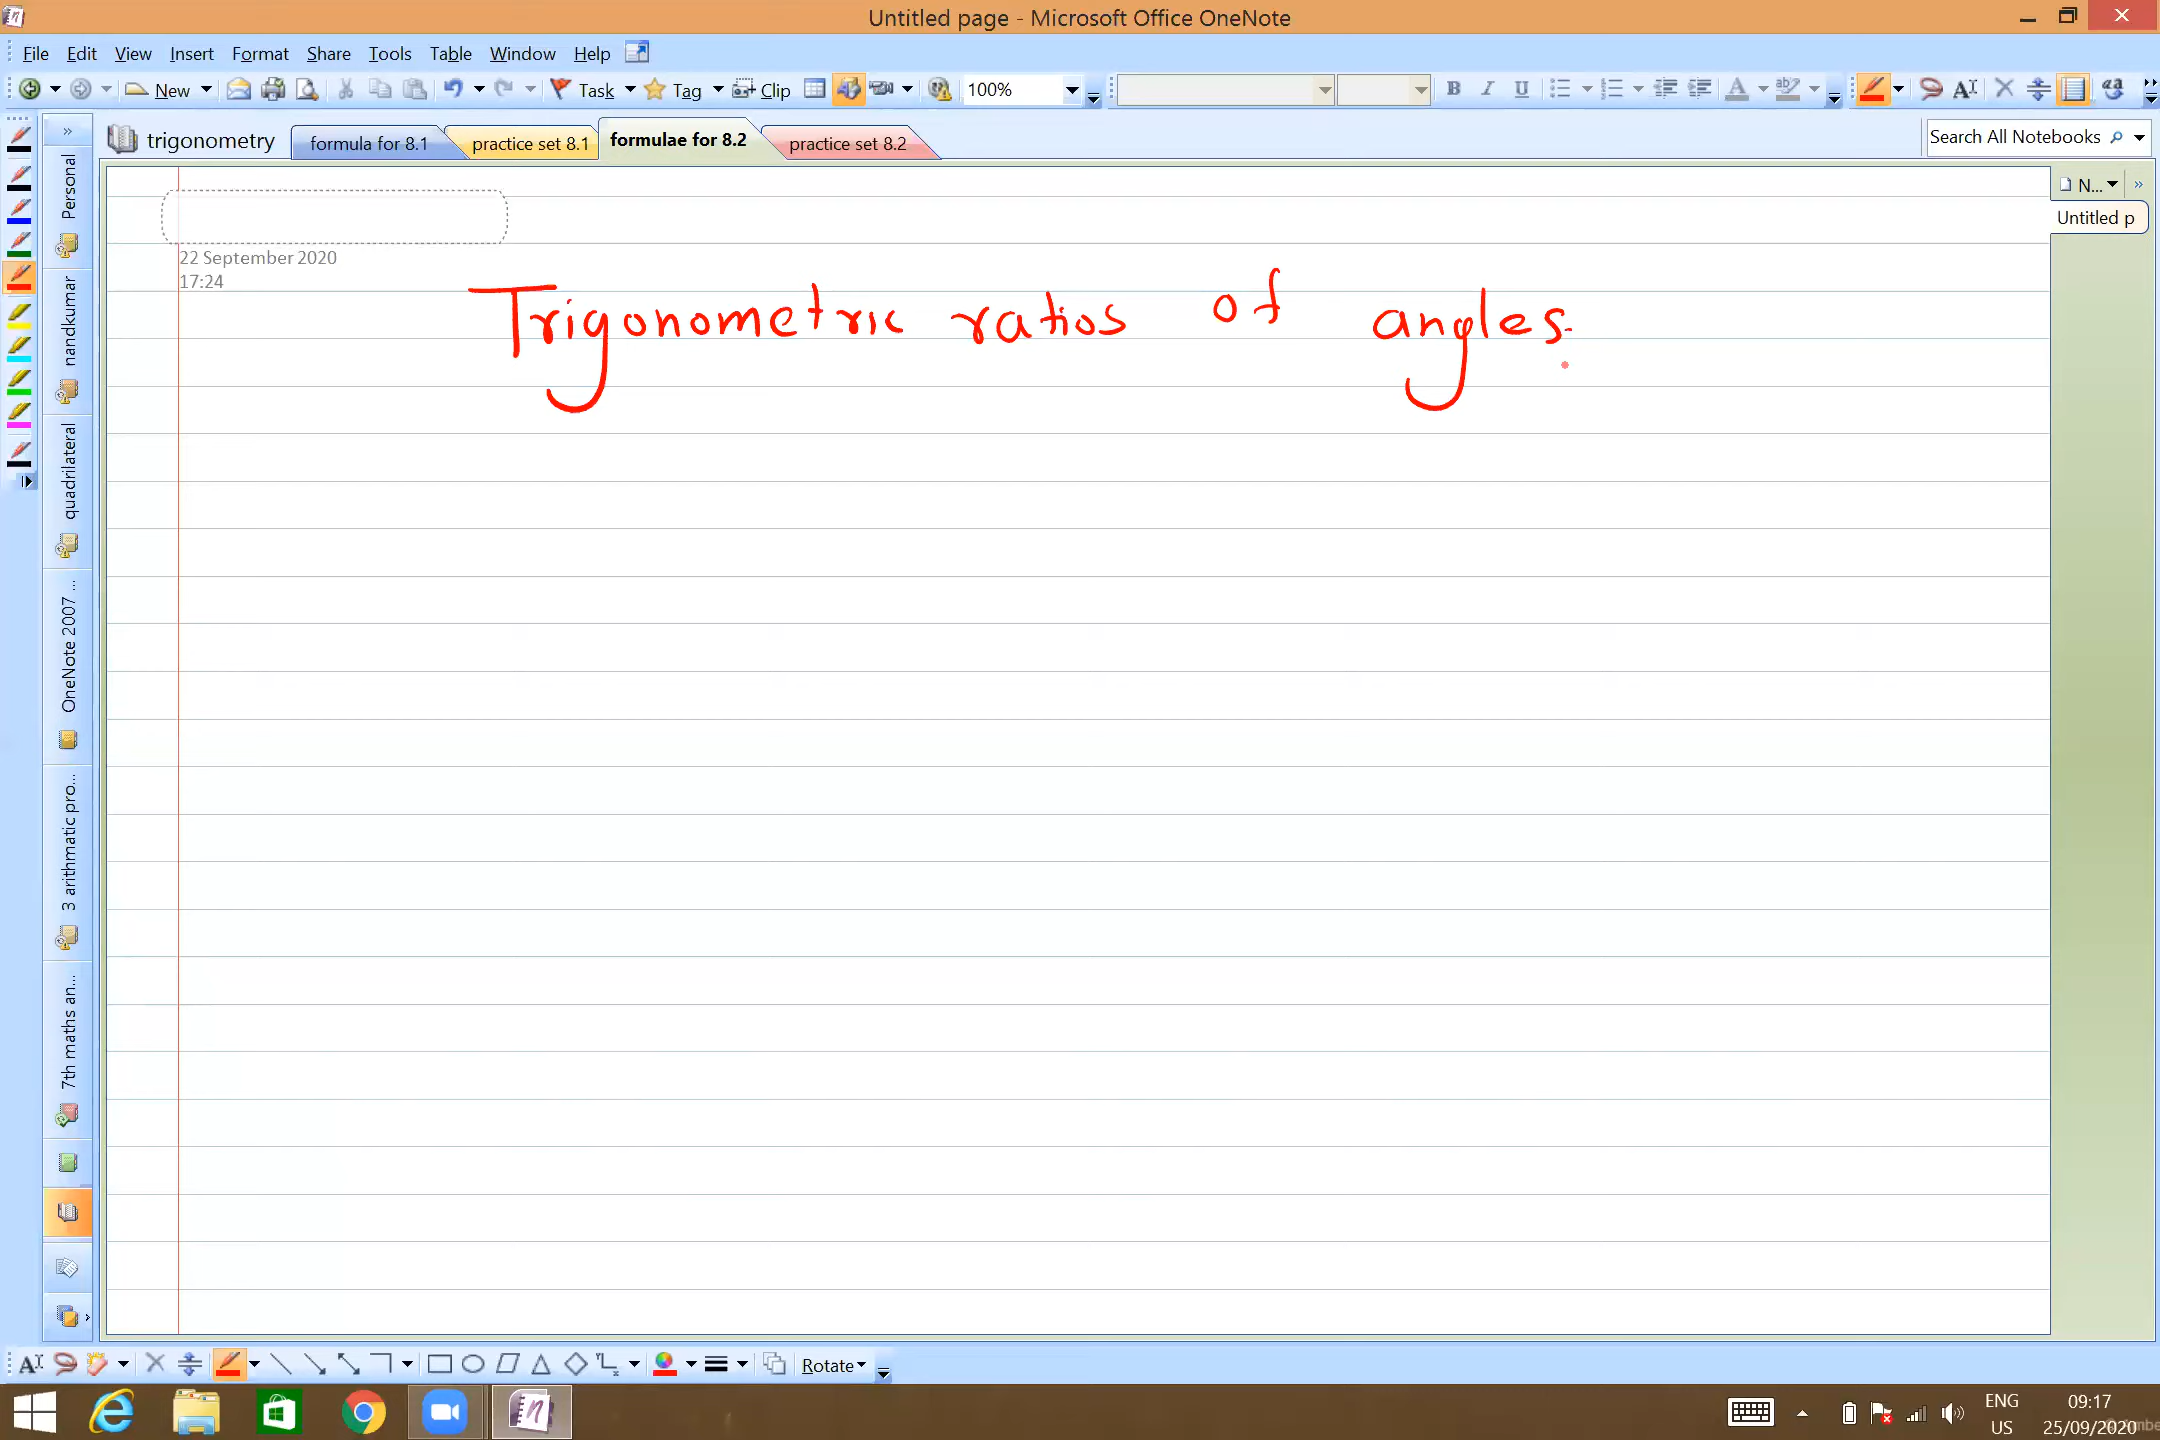 Untitled page - Microsoft Office OneNote
File Edit View Insert Format Share Tools Table Window Help
New Task Tag Clip 100% B I U
trigonometry formula for 8.1 practice set 8.1 formulae for 8.2 practice set 8.2 Search All Notebooks
N...
Untitled p
22 September 2020
17:24
Trigonometric ratios of angles.
Personal
nandkumar
quadrilateral
OneNote 2007 ...
3 arithmatic pro...
7th maths an...
Rotate
ENG 09:17
US 25/09/2020